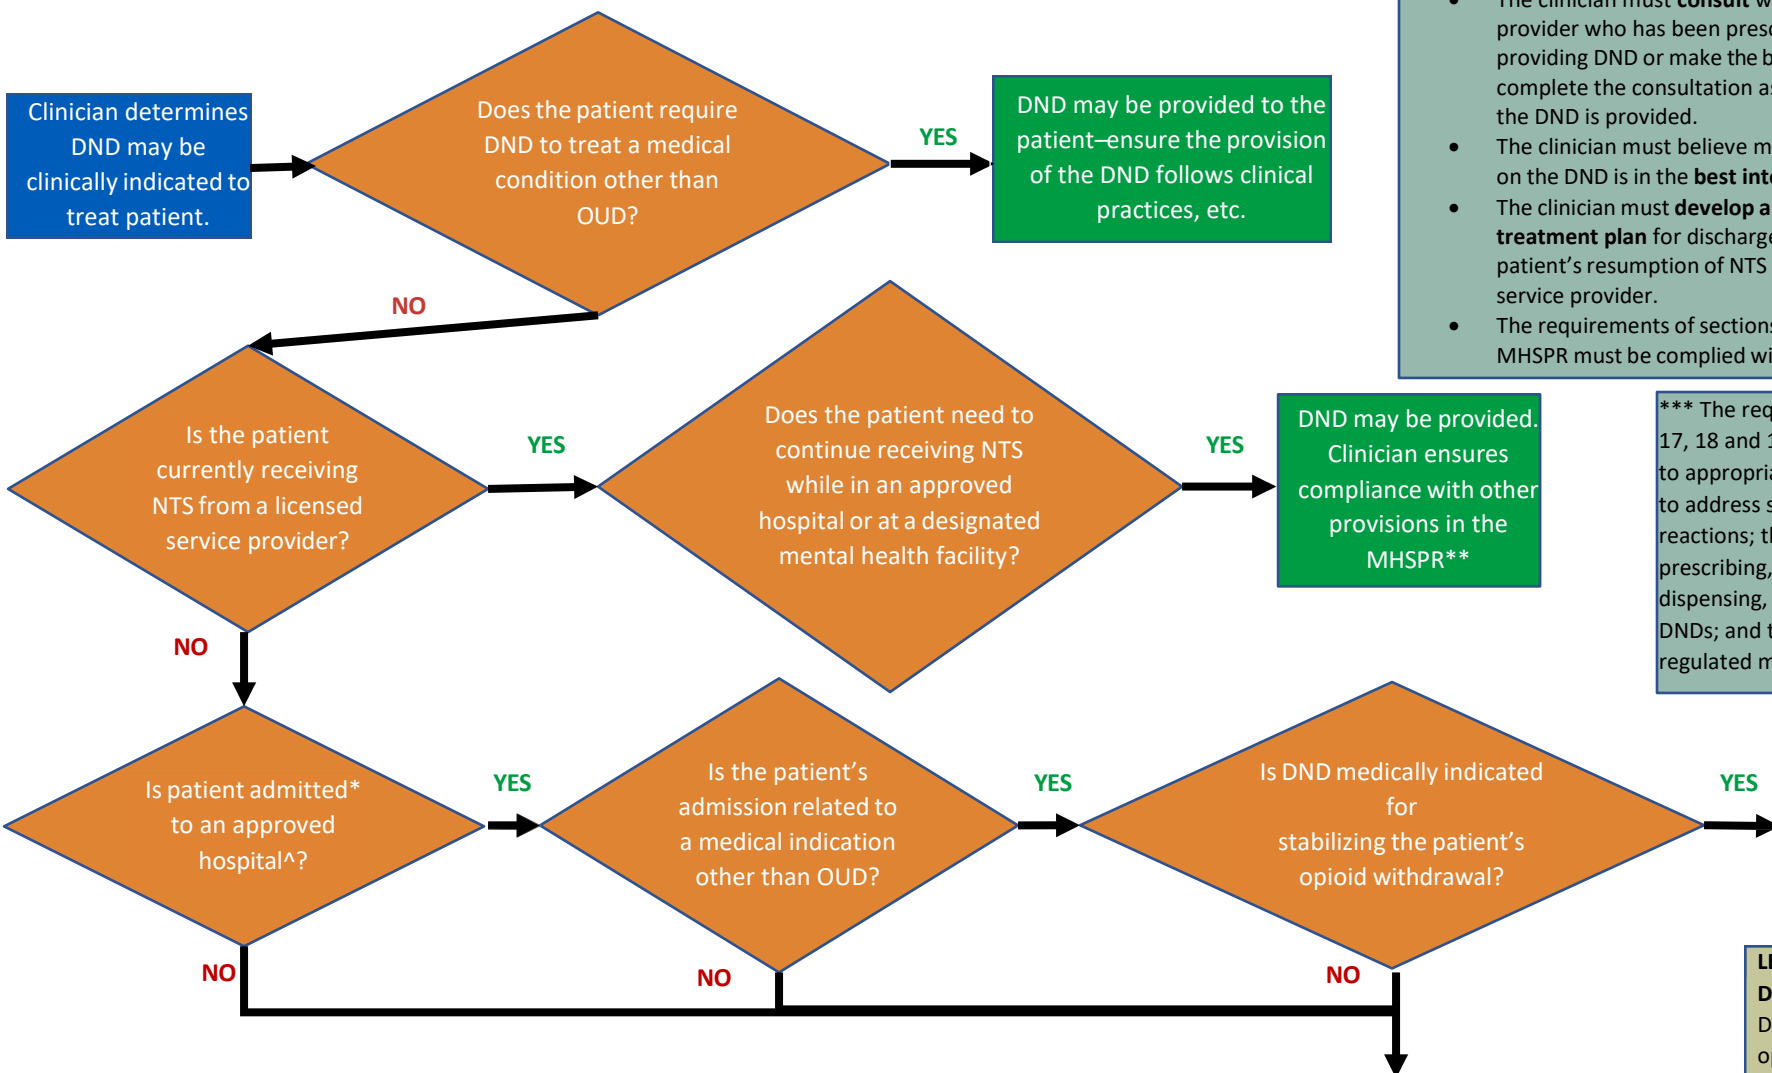 The clinician must consult
provider who has been
providing DND or make the
complete the consultation
the DND is provided.
The clinician must believe
on the DND is in the best
The clinician must develop a
treatment plan for
patient's resumption of NTS
service provider.
The requirements of
MHSPR must be complied
Clinician determines
DND may be
clinically indicated to
treat patient.
Does the patient require
DND to treat a medical
condition other than
OUD?
YES
DND may be provided to the
patient–ensure the provision
of the DND follows clinical
practices, etc.
NO
Is the patient
currently receiving
NTS from a licensed
service provider?
YES
Does the patient need to
continue receiving NTS
while in an approved
hospital or at a designated
mental health facility?
YES
DND may be provided.
Clinician ensures
compliance with other
provisions in the
MHSPR**
*** The
17, 18 and
to
to address
reactions;
prescribing,
dispensing,
DNDs; and
regulated
NO
Is patient admitted*
to an approved
hospital^?
YES
Is the patient's
admission related to
a medical indication
other than OUD?
YES
Is DND medically indicated
for
stabilizing the patient's
opioid withdrawal?
YES
NO
NO
NO